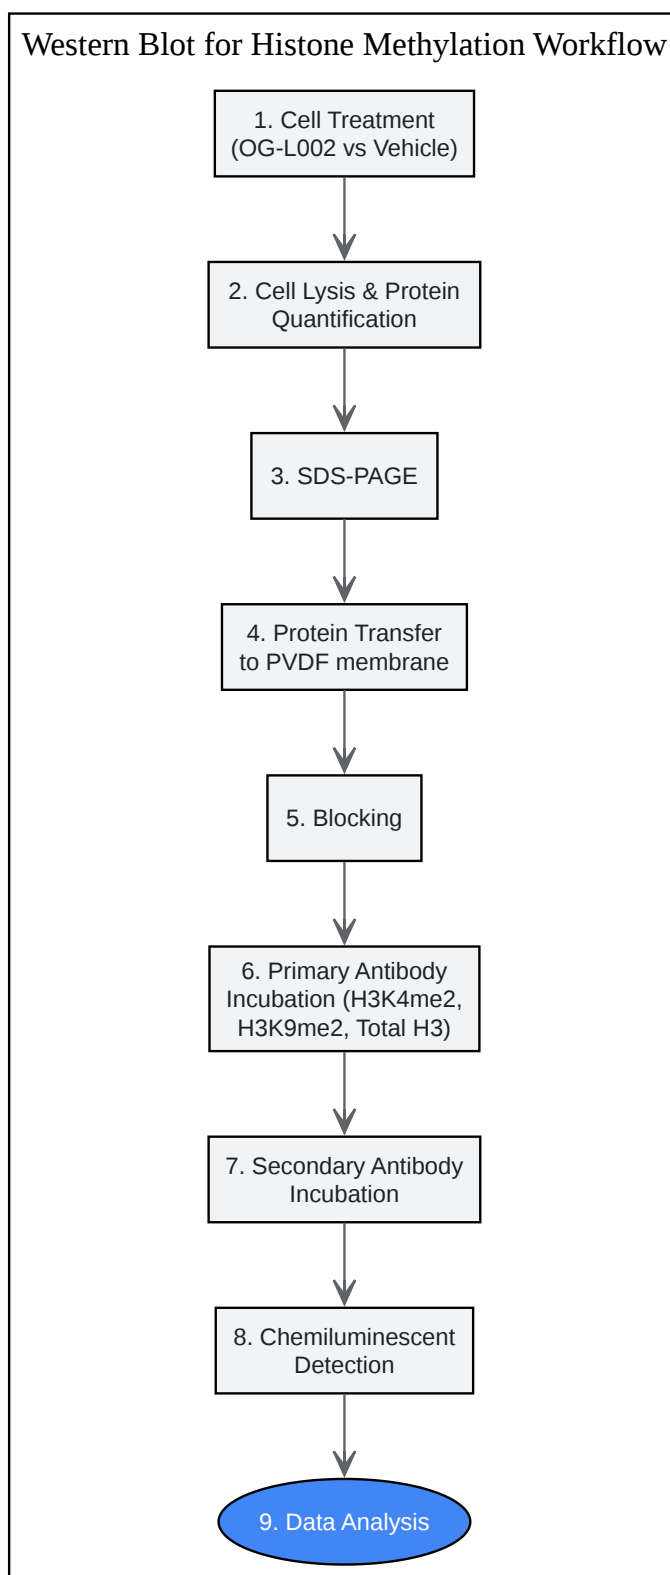 Western Blot for Histone Methylation Workflow
1. Cell Treatment
(OG-L002 vs Vehicle)
2. Cell Lysis & Protein
Quantification
3. SDS-PAGE
4. Protein Transfer
to PVDF membrane
5. Blocking
6. Primary Antibody
Incubation (H3K4me2,
H3K9me2, Total H3)
7. Secondary Antibody
Incubation
8. Chemiluminescent
Detection
9. Data Analysis